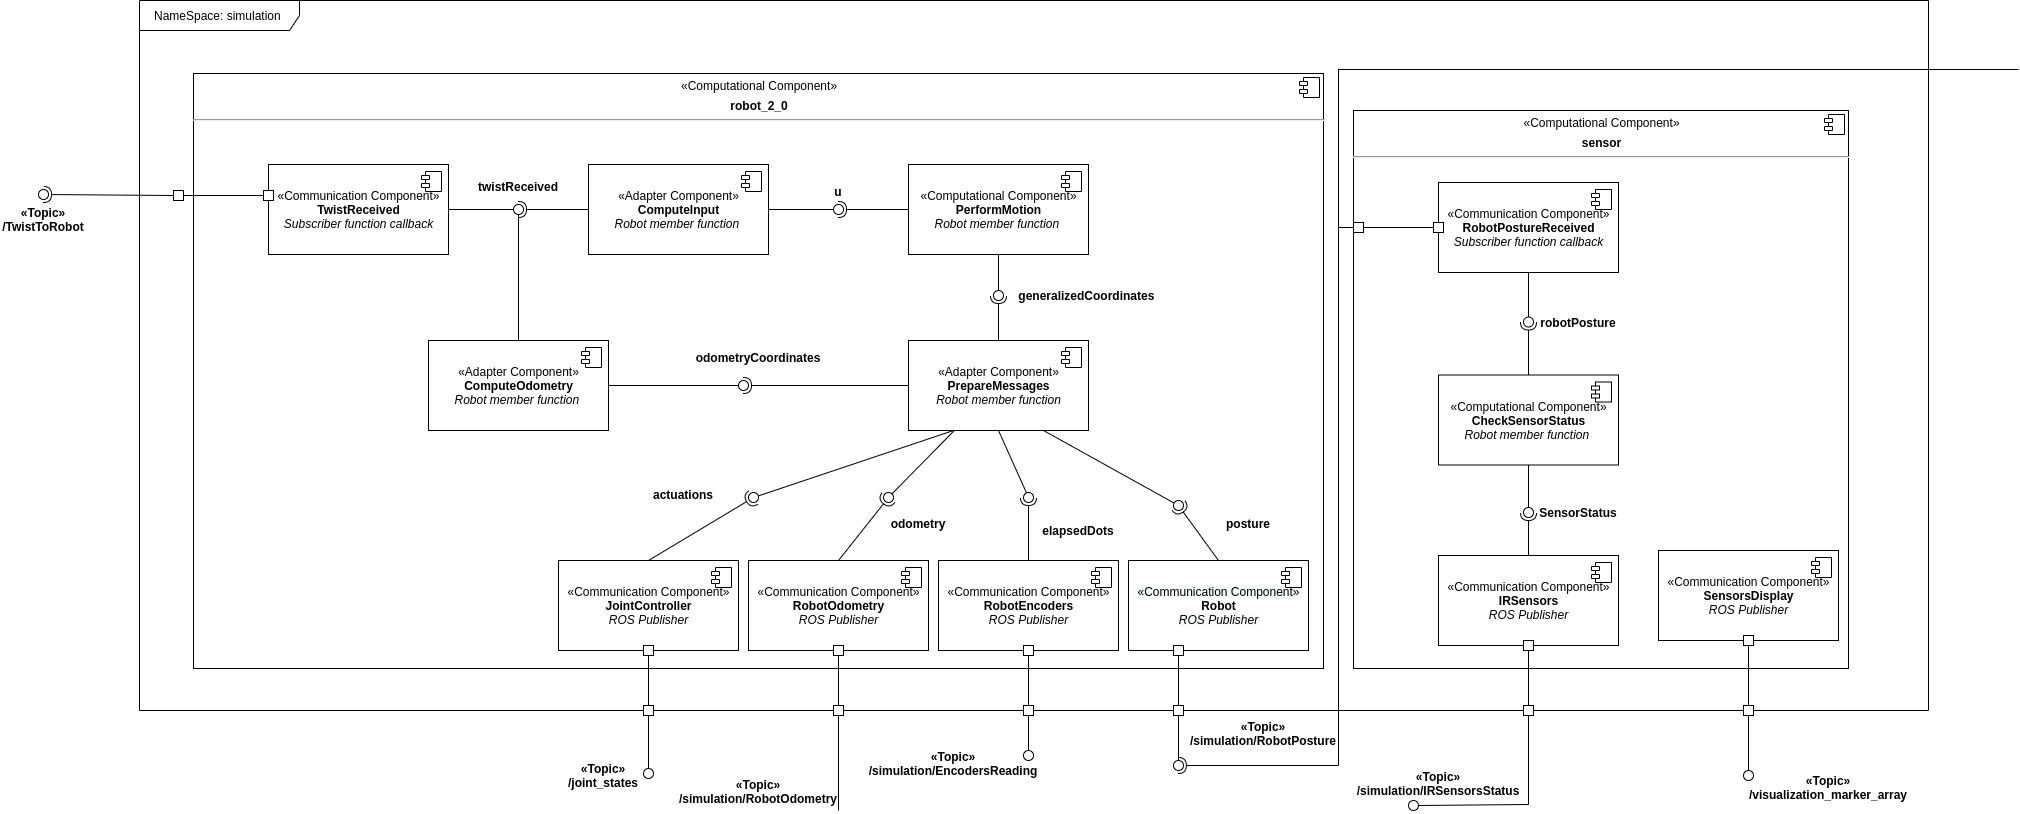 NameSpace: simulation
«Computational Component»
robot_2_0
«Computational Component»
sensor
«Topic»
/TwistToRobot
«Communication Component»
TwistReceived
Subscriber function callback
twistReceived
«Adapter Component»
ComputeInput
Robot member function
u
«Computational Component»
PerformMotion
Robot member function
«Communication Component»
RobotPostureReceived
Subscriber function callback
generalizedCoordinates
robotPosture
«Adapter Component»
ComputeOdometry
Robot member function
odometryCoordinates
«Adapter Component»
PrepareMessages
Robot member function
«Computational Component»
CheckSensorStatus
Robot member function
actuations
odometry
elapsedDots
posture
SensorStatus
«Communication Component»
JointController
ROS Publisher
«Communication Component»
RobotOdometry
ROS Publisher
«Communication Component»
RobotEncoders
ROS Publisher
«Communication Component»
Robot
ROS Publisher
«Communication Component»
IRSensors
ROS Publisher
«Communication Component»
SensorsDisplay
ROS Publisher
«Topic»
/joint_states
«Topic»
/simulation/RobotOdometry
«Topic»
/simulation/EncodersReading
«Topic»
/simulation/RobotPosture
«Topic»
/simulation/IRSensorsStatus
«Topic»
/visualization_marker_array